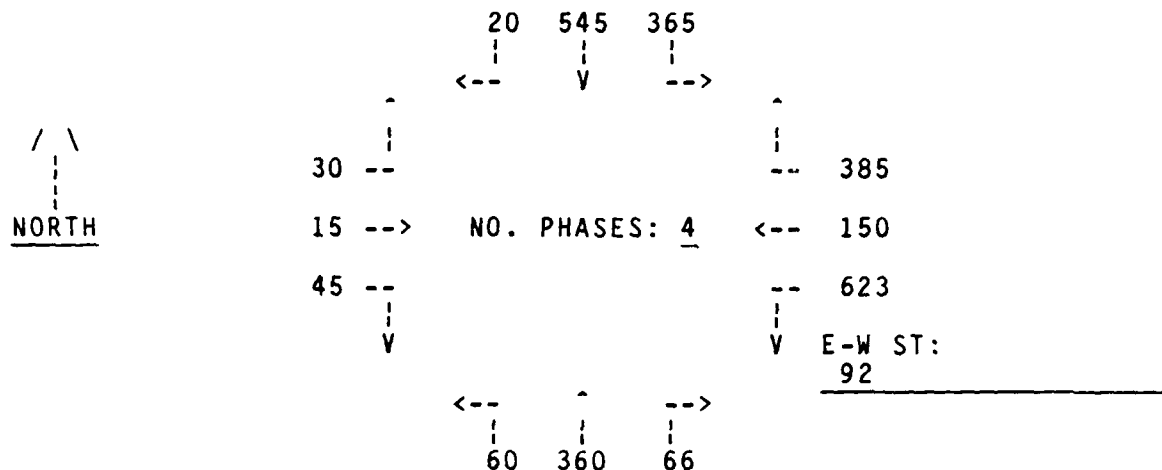 20 545 365
<-- V -->
30 -- -- 385
NORTH 15 --> NO. PHASES: 4 <-- 150
45 -- -- 623
V V E-W ST:
92
<-- ^ -->
60 360 66